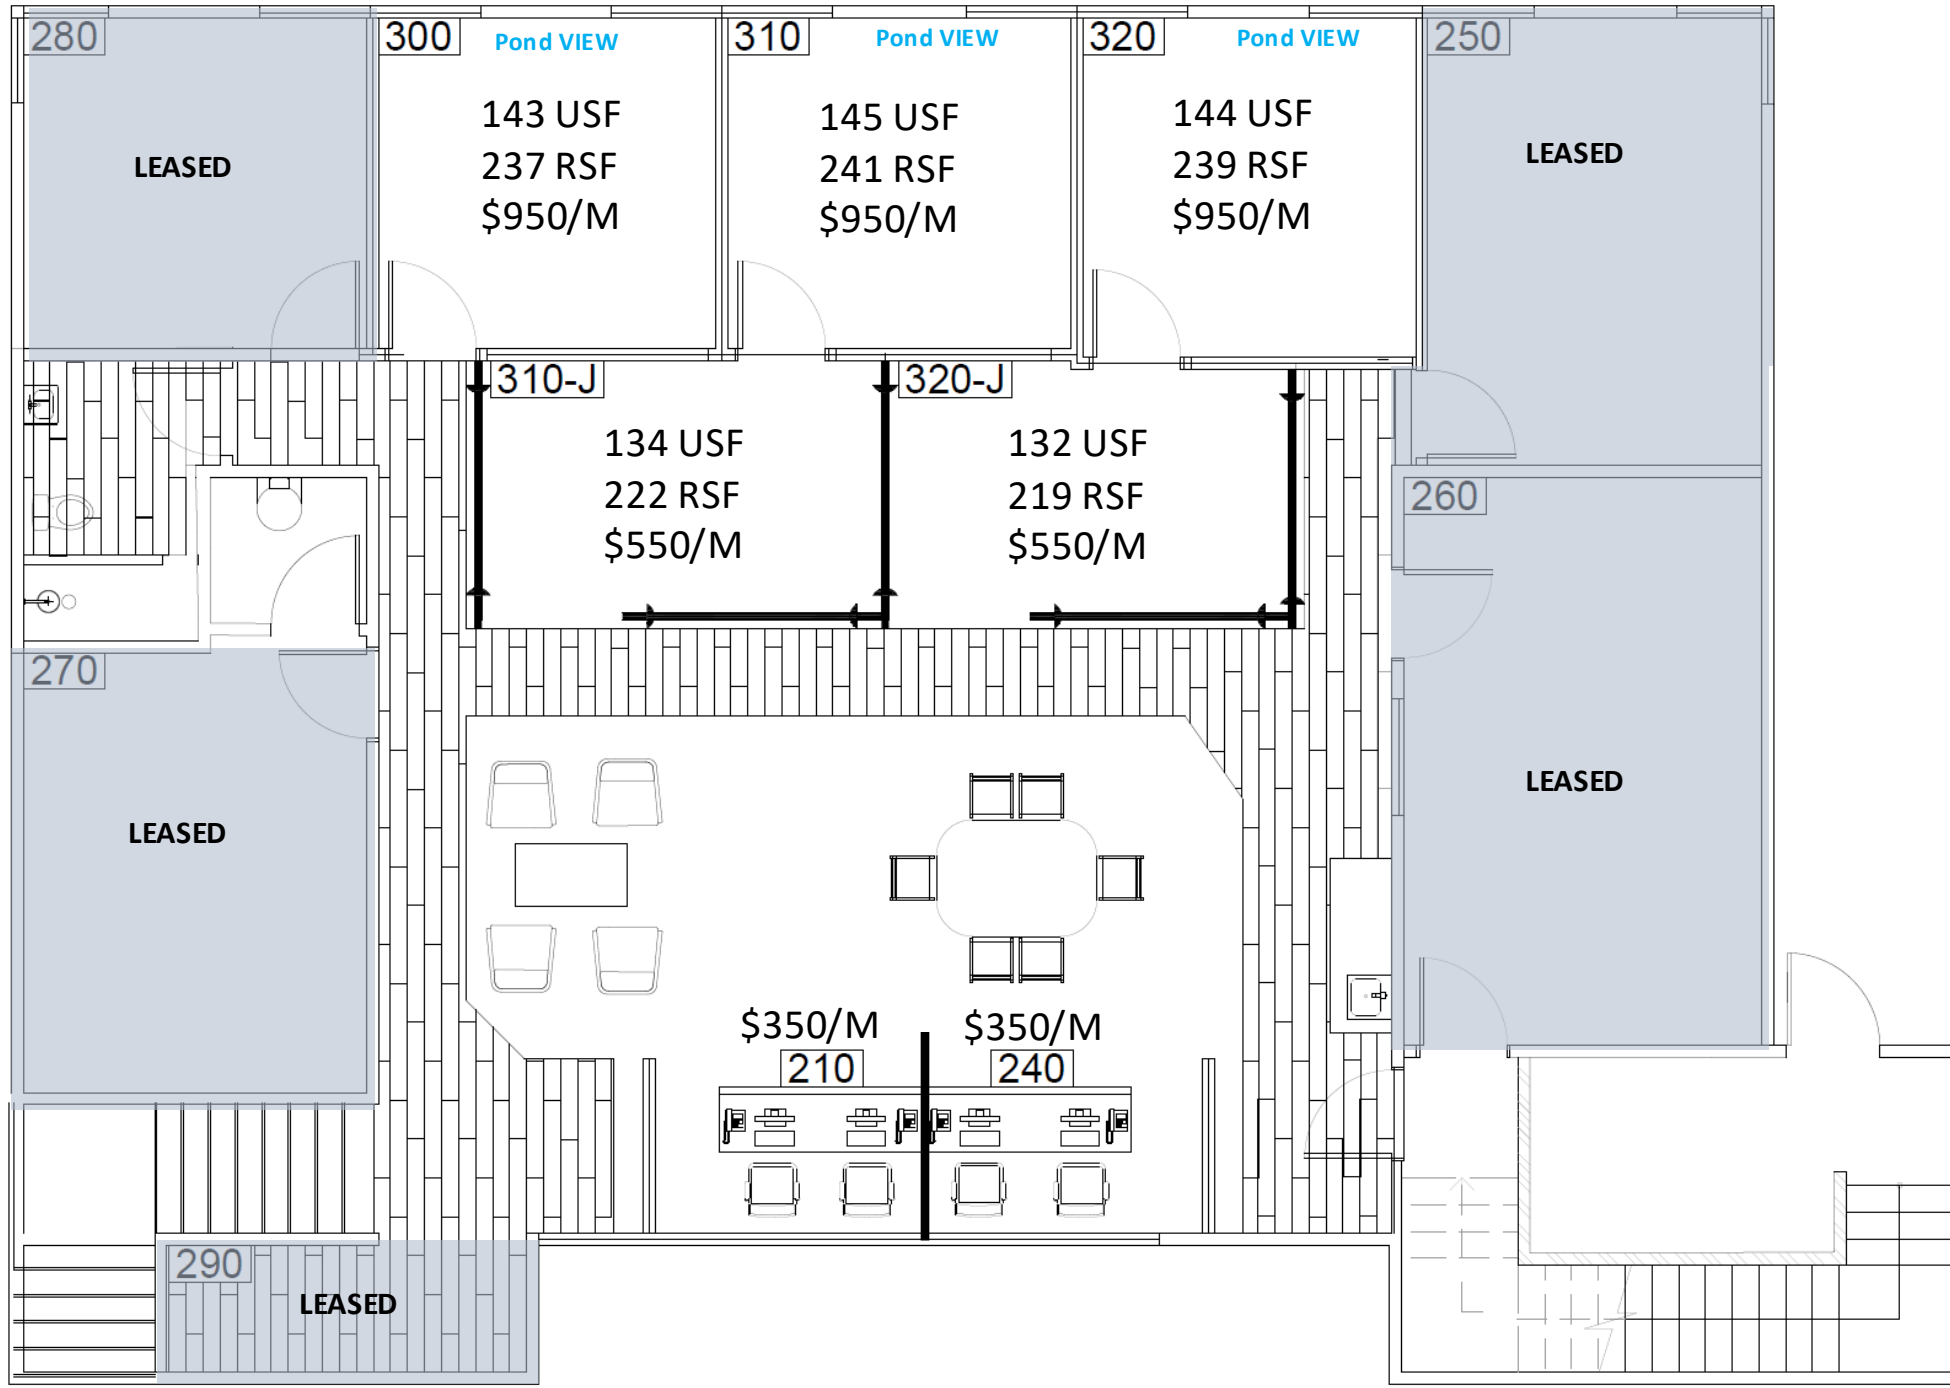 280
LEASED
300
Pond VIEW
143 USF
237 RSF
$950/M
310
Pond VIEW
145 USF
241 RSF
$950/M
320
Pond VIEW
144 USF
239 RSF
$950/M
250
LEASED
310-J
134 USF
222 RSF
$550/M
320-J
132 USF
219 RSF
$550/M
260
LEASED
270
LEASED
$350/M
210
$350/M
240
290
LEASED